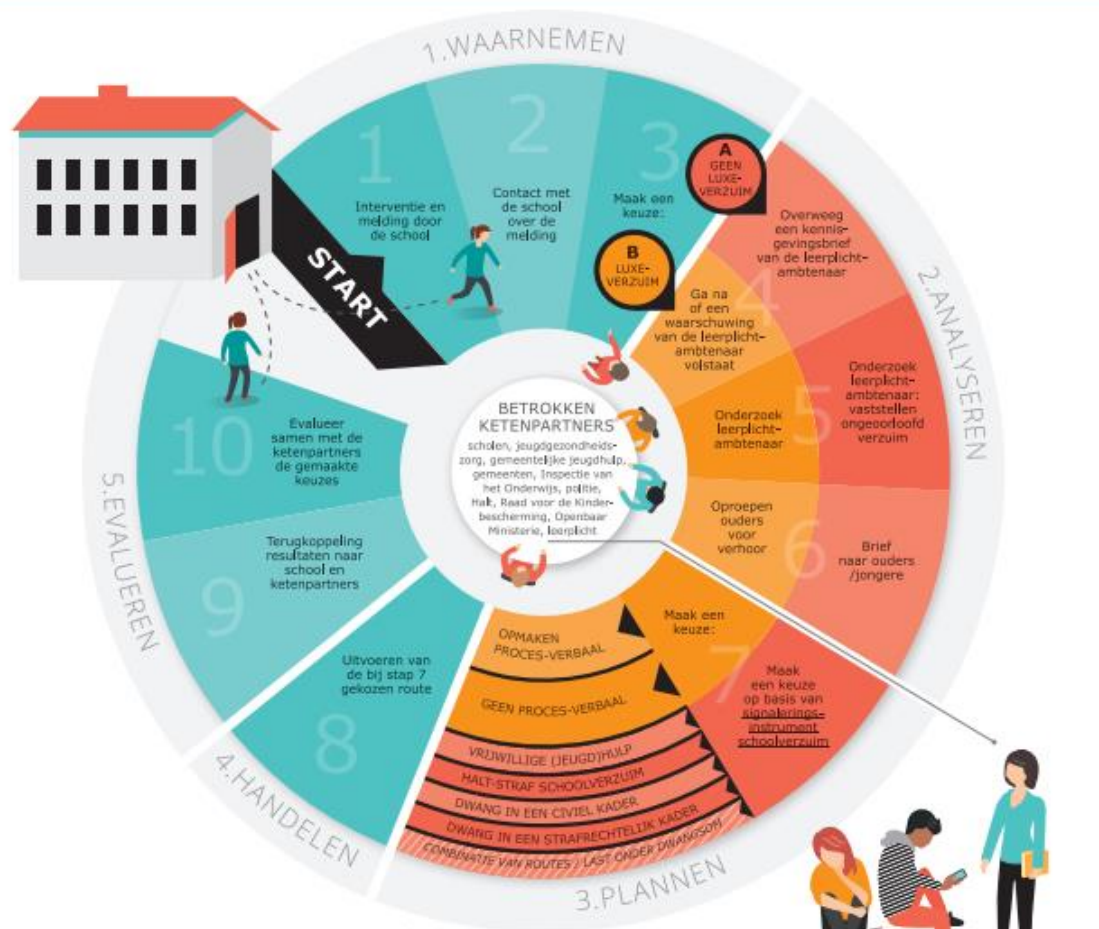 1.WAARNEMEN
START
1
Interventie en
melding door
de school
2
Contact met
de school
over de
melding
3
Maak een
keuze:
A
GEEN
LUXE-
VERZUIM
B
LUXE-
VERZUIM
2.ANALYSEREN
4
Overweeg
een kennis-
gevingsbrief
van de leerplicht-
ambtenaar
Ga na
of een
waarschuwing
van de leerplicht-
ambtenaar
volstaat
5
Onderzoek
leerplicht-
ambtenaar:
vaststellen
ongeoorloofd
verzuim
Onderzoek
leerplicht-
ambtenaar
6
Brief
naar ouders
/jongere
Oproepen
ouders
voor
verhoor
7
Maak
een keuze
op basis van
signalerings-
instrument
schoolverzuim
Maak een
keuze:
3.PLANNEN
OPMAKEN
PROCES-VERBAAL
GEEN PROCES-VERBAAL
VRIJWILLIGE (JEUGD)HULP
HALT-STRAF SCHOOLVERZUIM
DWANG IN EEN CIVIEL KADER
DWANG IN EEN STRAFRECHTELIJK KADER
COMBINATIE VAN ROUTES / LAST ONDER DWANGSOM
4.HANDELEN
Uitvoeren van
de bij stap 7
gekozen route
8
5.EVALUEREN
Terugkoppeling
resultaten naar
school en
ketenpartners
9
10
Evalueer
samen met de
ketenpartners
de gemaakte
keuzes
BETROKKEN
KETENPARTNERS
scholen, jeugdgezondheids-
zorg, gemeentelijke jeugdhulp,
gemeenten, Inspectie van
het Onderwijs, politie,
Halt, Raad voor de Kinder-
bescherming, Openbaar
Ministerie, leerplicht